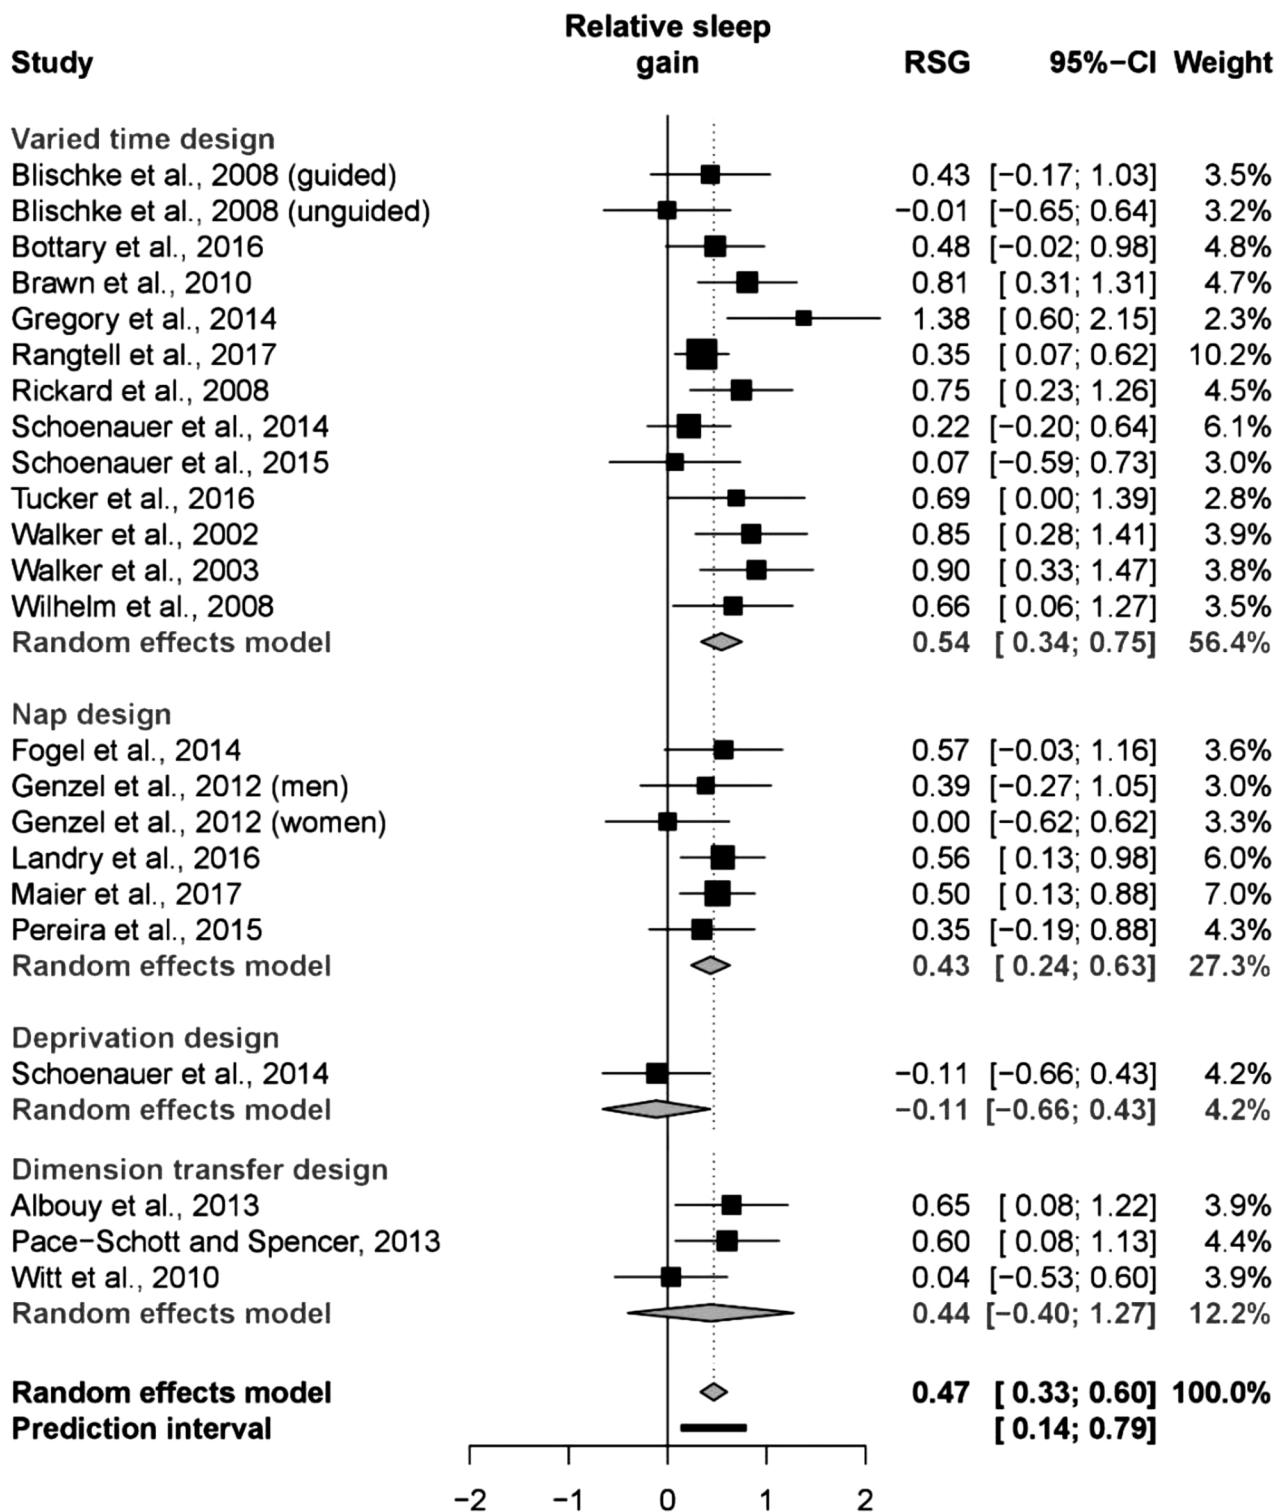 Relative sleep
Study gain RSG 95%−CI Weight
Varied time design
Blischke et al., 2008 (guided) 0.43 [−0.17; 1.03] 3.5%
Blischke et al., 2008 (unguided) −0.01 [−0.65; 0.64] 3.2%
Bottary et al., 2016 0.48 [−0.02; 0.98] 4.8%
Brawn et al., 2010 0.81 [ 0.31; 1.31] 4.7%
Gregory et al., 2014 1.38 [ 0.60; 2.15] 2.3%
Rangtell et al., 2017 0.35 [ 0.07; 0.62] 10.2%
Rickard et al., 2008 0.75 [ 0.23; 1.26] 4.5%
Schoenauer et al., 2014 0.22 [−0.20; 0.64] 6.1%
Schoenauer et al., 2015 0.07 [−0.59; 0.73] 3.0%
Tucker et al., 2016 0.69 [ 0.00; 1.39] 2.8%
Walker et al., 2002 0.85 [ 0.28; 1.41] 3.9%
Walker et al., 2003 0.90 [ 0.33; 1.47] 3.8%
Wilhelm et al., 2008 0.66 [ 0.06; 1.27] 3.5%
Random effects model 0.54 [ 0.34; 0.75] 56.4%
Nap design
Fogel et al., 2014 0.57 [−0.03; 1.16] 3.6%
Genzel et al., 2012 (men) 0.39 [−0.27; 1.05] 3.0%
Genzel et al., 2012 (women) 0.00 [−0.62; 0.62] 3.3%
Landry et al., 2016 0.56 [ 0.13; 0.98] 6.0%
Maier et al., 2017 0.50 [ 0.13; 0.88] 7.0%
Pereira et al., 2015 0.35 [−0.19; 0.88] 4.3%
Random effects model 0.43 [ 0.24; 0.63] 27.3%
Deprivation design
Schoenauer et al., 2014 −0.11 [−0.66; 0.43] 4.2%
Random effects model −0.11 [−0.66; 0.43] 4.2%
Dimension transfer design
Albouy et al., 2013 0.65 [ 0.08; 1.22] 3.9%
Pace−Schott and Spencer, 2013 0.60 [ 0.08; 1.13] 4.4%
Witt et al., 2010 0.04 [−0.53; 0.60] 3.9%
Random effects model 0.44 [−0.40; 1.27] 12.2%
Random effects model 0.47 [ 0.33; 0.60] 100.0%
Prediction interval [ 0.14; 0.79]
−2 −1 0 1 2